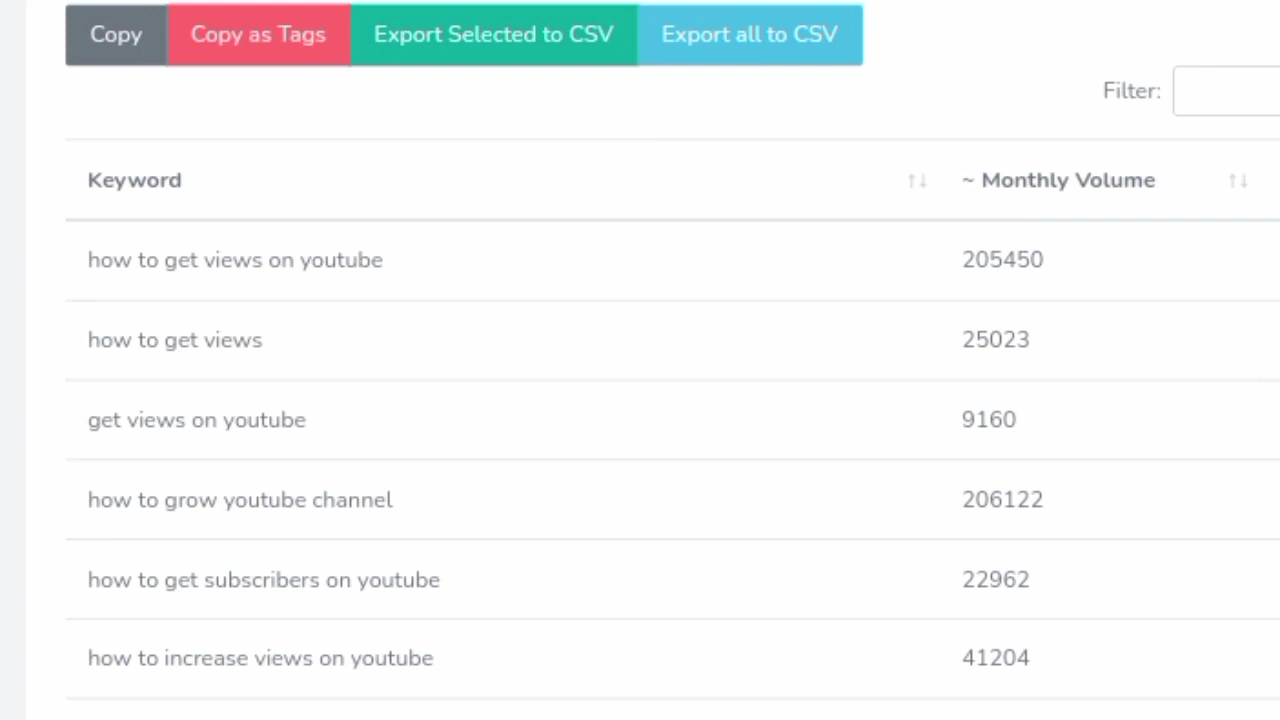 Copy Copy as Tags Export Selected to CSV Export all to CSV
Filter:
Keyword ~ Monthly Volume
how to get views on youtube 205450
how to get views 25023
get views on youtube 9160
how to grow youtube channel 206122
how to get subscribers on youtube 22962
how to increase views on youtube 41204